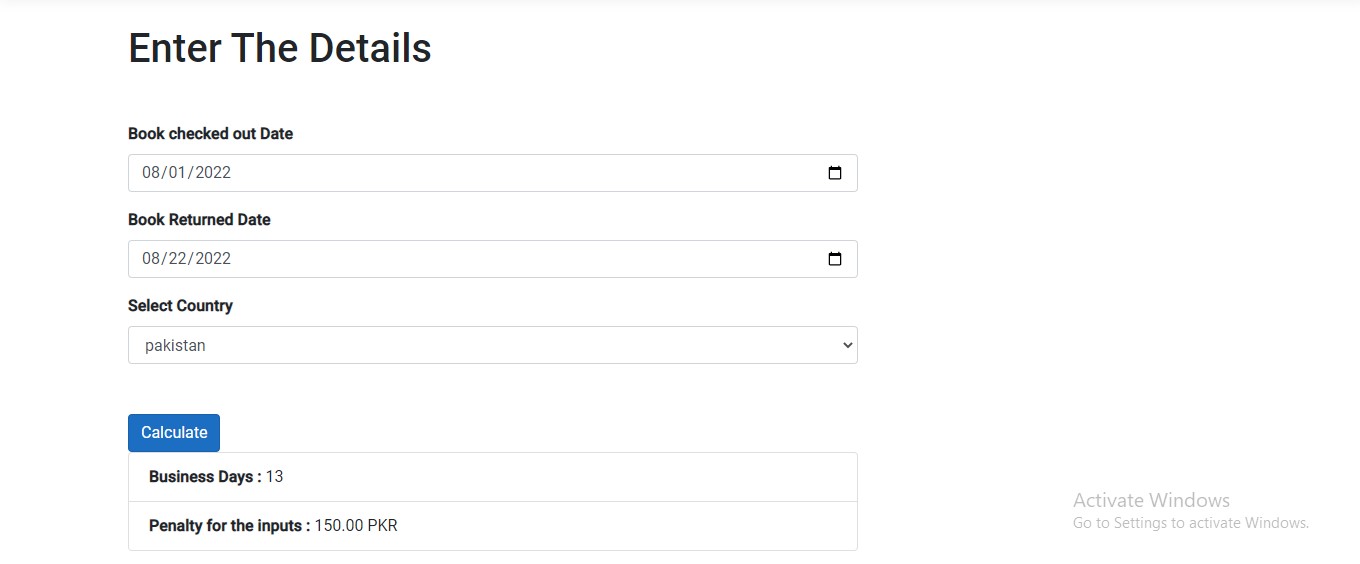 Enter The Details
Book checked out Date
08/01/2022
Book Returned Date
08/22/2022
Select Country
pakistan
Calculate
Business Days : 13
Penalty for the inputs : 150.00 PKR
Activate Windows
Go to Settings to activate Windows.